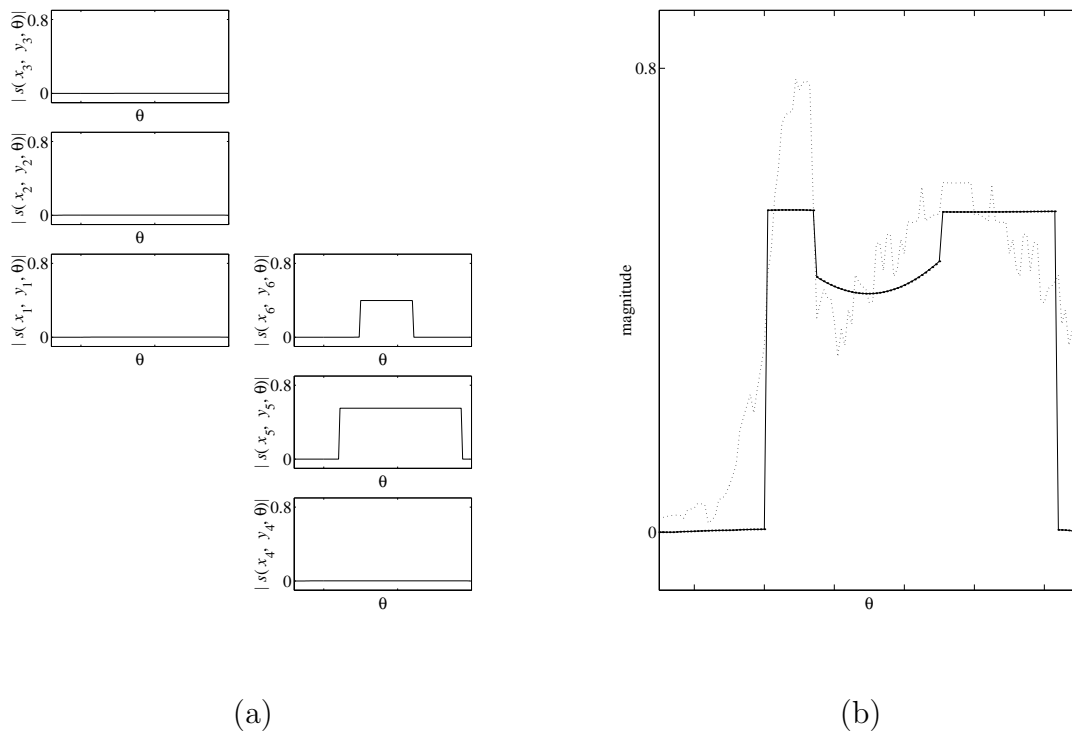 0.8
0
| s(x3, y3,θ)|
θ
0.8
0
| s(x2, y2,θ)|
θ
0.8
0
| s(x1, y1,θ)|
θ
0.8
0
| s(x6, y6,θ)|
θ
0.8
0
| s(x5, y5,θ)|
θ
0.8
0
| s(x4, y4,θ)|
θ
(a)
0.8
magnitude
0
θ
(b)